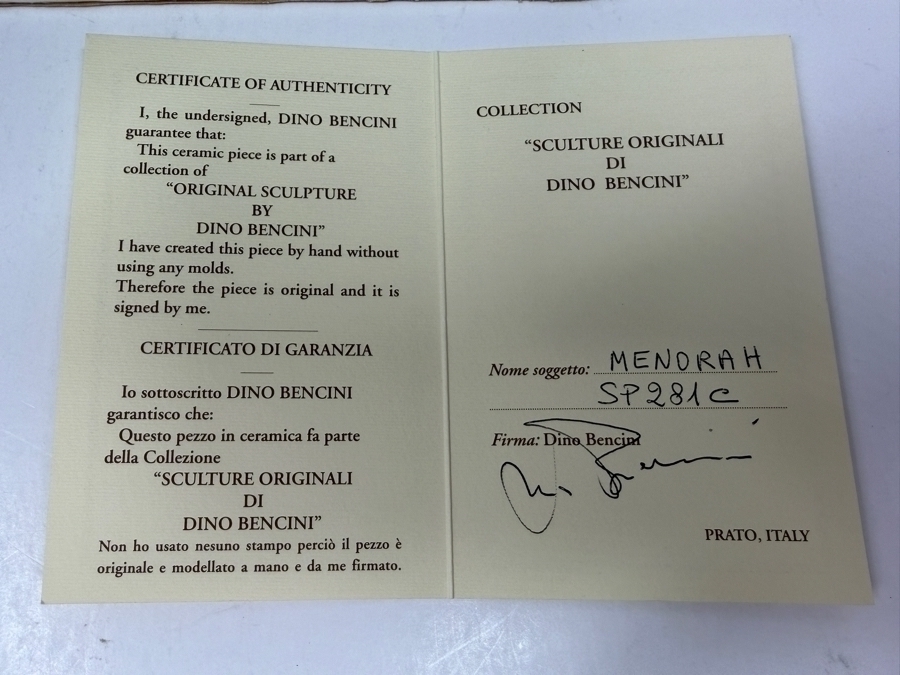 CERTIFICATE OF AUTHENTICITY
I, the undersigned, DINO BENCINI
guarantee that:
This ceramic piece is part of a
collection of
“ORIGINAL SCULPTURE
BY
DINO BENCINI”
I have created this piece by hand without
using any molds.
Therefore the piece is original and it is
signed by me.
CERTIFICATO DI GARANZIA
Io sottoscritto DINO BENCINI
garantisco che:
Questo pezzo in ceramica fa parte
della Collezione
“SCULTURE ORIGINALI
DI
DINO BENCINI”
Non ho usato nesuno stampo perciò il pezzo è
originale e modellato a mano e da me firmato.
COLLECTION
“SCULTURE ORIGINALI
DI
DINO BENCINI”
Nome soggetto: MENORAH
SP281C
Firma: Dino Bencini
Dino Bencini
PRATO, ITALY